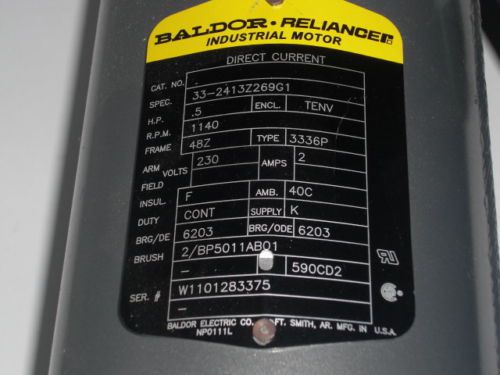 BALDOR • RELIANCE
INDUSTRIAL MOTOR
DIRECT CURRENT
CAT. NO. -
SPEC. 33-2413Z269G1
H.P. .5 ENCL. TENV
R.P.M. 1140
FRAME 48Z TYPE 3336P
ARM VOLTS 230 AMPS 2
FIELD
INSUL. F AMB. 40C
DUTY CONT SUPPLY K
BRG/DE 6203 BRG/ODE 6203
BRUSH 2/BP5011AB01
- 590CD2
SER. # W1101283375
-
BALDOR ELECTRIC CO. FT. SMITH, AR. MFG. IN U.S.A.
NP0111L